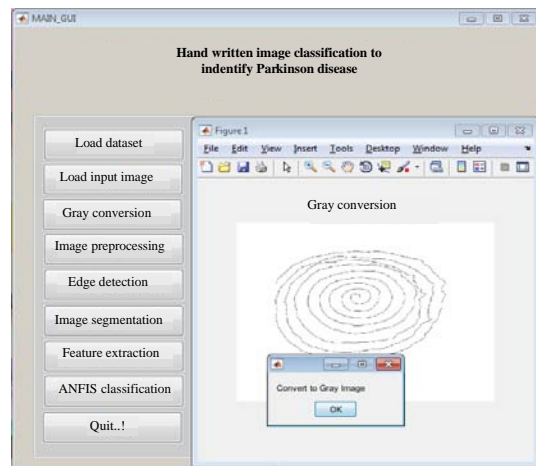 MAIN_GUI
Hand written image classification to
indentify Parkinson disease
Load dataset
Load input image
Gray conversion
Image preprocessing
Edge detection
Image segmentation
Feature extraction
ANFIS classification
Quit..!
Figure 1
File Edit View Insert Tools Desktop Window Help
Gray conversion
Convert to Gray Image
OK